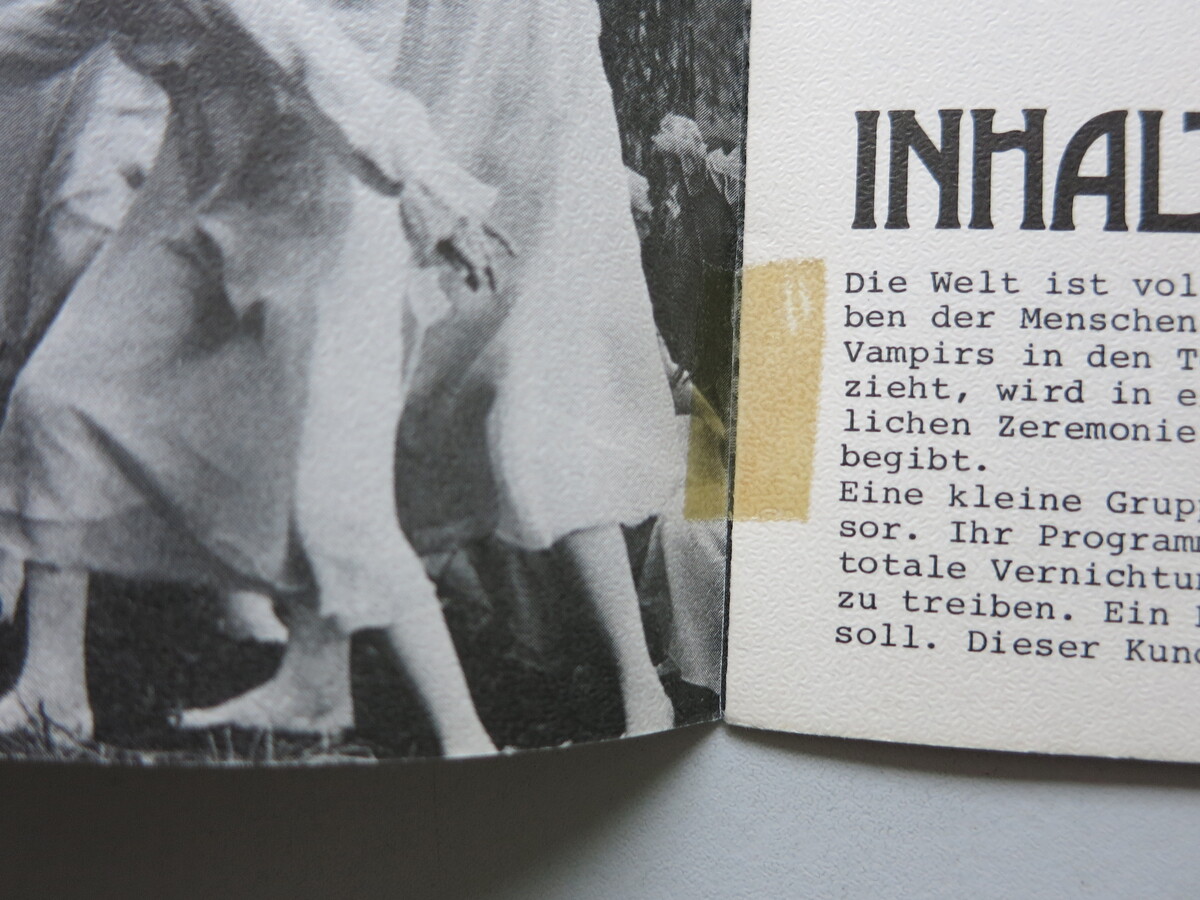 INHALT
Die Welt ist vol
ben der Menschen
Vampirs in den T
zieht, wird in e
lichen Zeremonie
begibt.
Eine kleine Grup
sor. Ihr Program
totale Vernichtu
zu treiben. Ein
soll. Dieser Kun